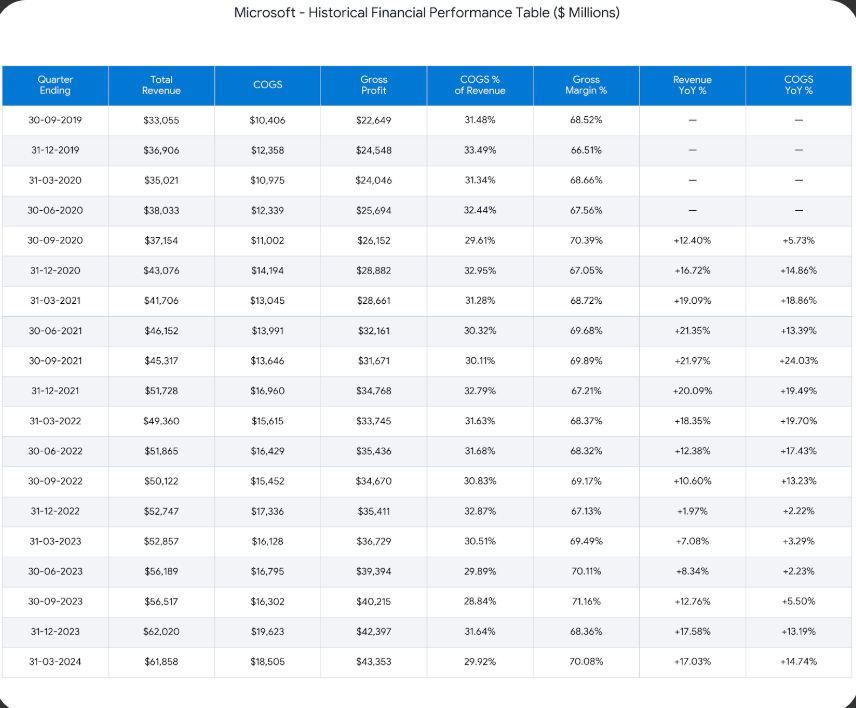 Microsoft - Historical Financial Performance Table ($ Millions)
Quarter Ending Total Revenue COGS Gross Profit COGS % of Revenue Gross Margin % Revenue YoY % COGS YoY %
30-09-2019 $33,055 $10,406 $22,649 31.48% 68.52% — —
31-12-2019 $36,906 $12,358 $24,548 33.49% 66.51% — —
31-03-2020 $35,021 $10,975 $24,046 31.34% 68.66% — —
30-06-2020 $38,033 $12,339 $25,694 32.44% 67.56% — —
30-09-2020 $37,154 $11,002 $26,152 29.61% 70.39% +12.40% +5.73%
31-12-2020 $43,076 $14,194 $28,882 32.95% 67.05% +16.72% +14.86%
31-03-2021 $41,706 $13,045 $28,661 31.28% 68.72% +19.09% +18.86%
30-06-2021 $46,152 $13,991 $32,161 30.32% 69.68% +21.35% +13.39%
30-09-2021 $45,317 $13,646 $31,671 30.11% 69.89% +21.97% +24.03%
31-12-2021 $51,728 $16,960 $34,768 32.79% 67.21% +20.09% +19.49%
31-03-2022 $49,360 $15,615 $33,745 31.63% 68.37% +18.35% +19.70%
30-06-2022 $51,865 $16,429 $35,436 31.68% 68.32% +12.38% +17.43%
30-09-2022 $50,122 $15,452 $34,670 30.83% 69.17% +10.60% +13.23%
31-12-2022 $52,747 $17,336 $35,411 32.87% 67.13% +1.97% +2.22%
31-03-2023 $52,857 $16,128 $36,729 30.51% 69.49% +7.08% +3.29%
30-06-2023 $56,189 $16,795 $39,394 29.89% 70.11% +8.34% +2.23%
30-09-2023 $56,517 $16,302 $40,215 28.84% 71.16% +12.76% +5.50%
31-12-2023 $62,020 $19,623 $42,397 31.64% 68.36% +17.58% +13.19%
31-03-2024 $61,858 $18,505 $43,353 29.92% 70.08% +17.03% +14.74%